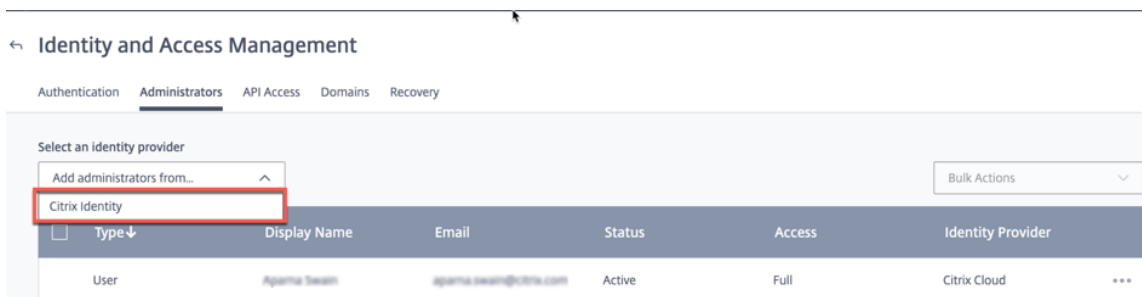 Identity and Access Management
Authentication Administrators API Access Domains Recovery
Select an identity provider
Add administrators from...
Bulk Actions
Citrix Identity
Type Display Name Email Status Access Identity Provider
User Active Full Citrix Cloud